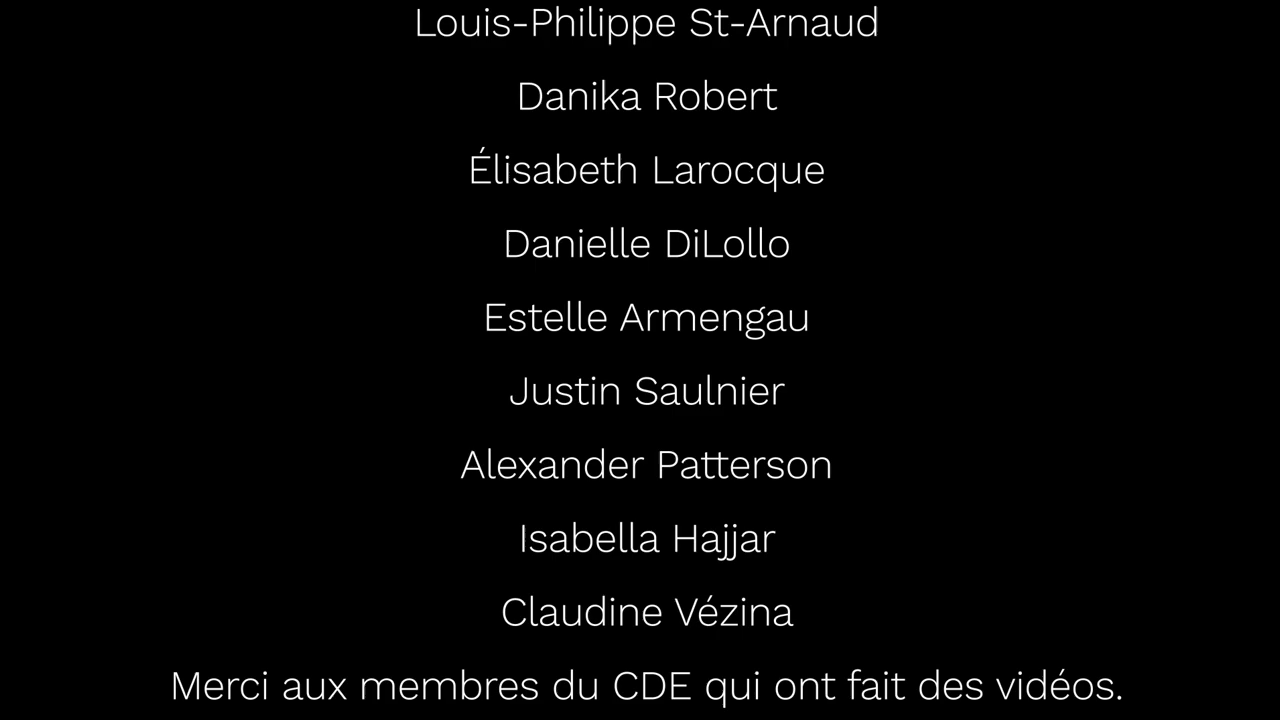 Louis-Philippe St-Arnaud
Danika Robert
Élisabeth Larocque
Danielle DiLollo
Estelle Armengau
Justin Saulnier
Alexander Patterson
Isabella Hajjar
Claudine Vézina
Merci aux membres du CDE qui ont fait des vidéos.